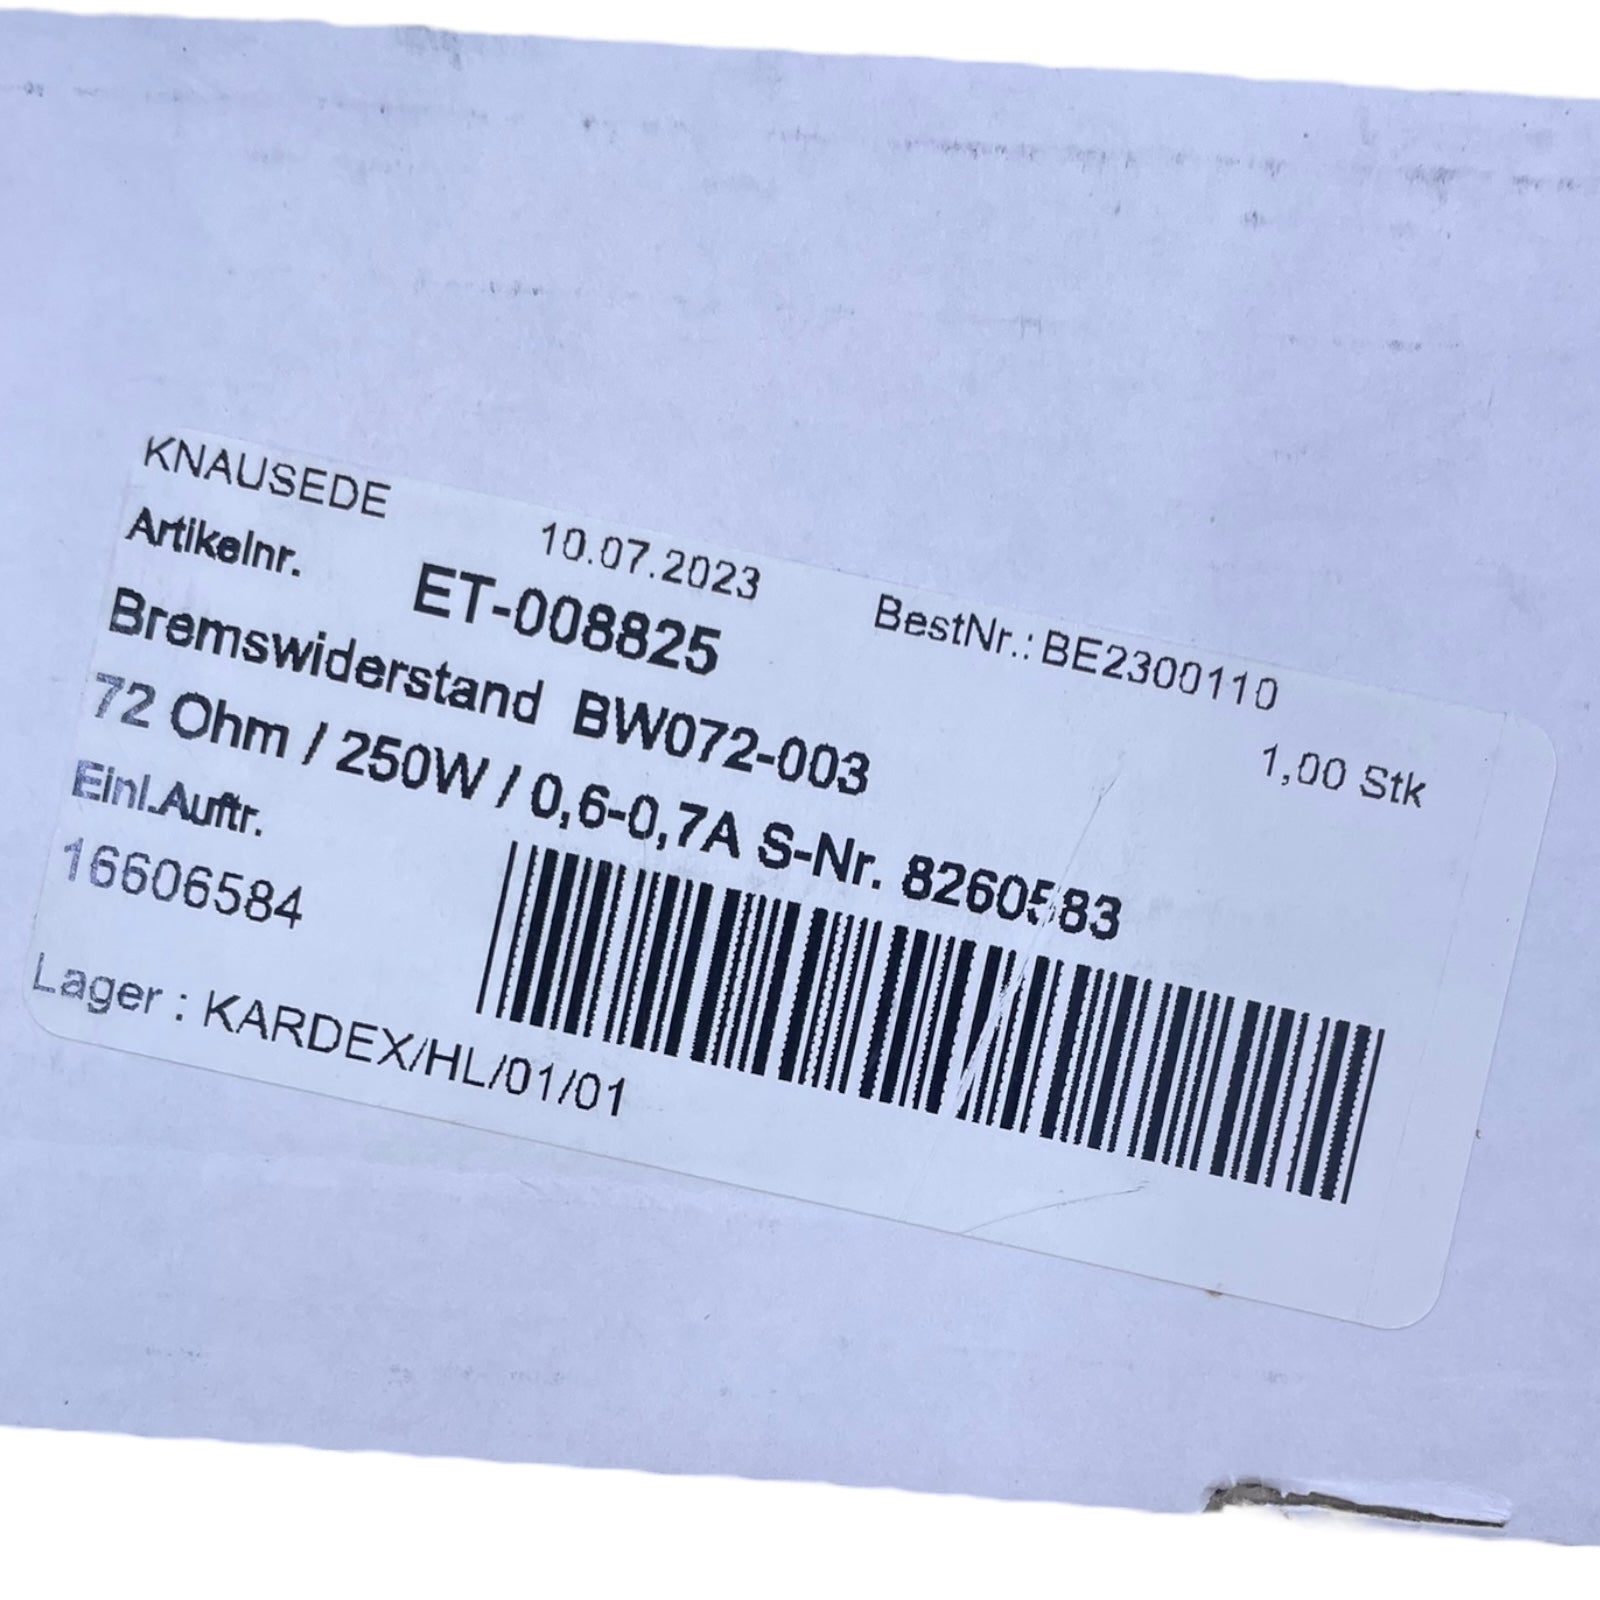 KNAUSEDE 10.07.2023 BestNr.: BE2300110
Artikelnr. ET-008825 1,00 Stk
Bremswiderstand BW072-003
72 Ohm / 250W / 0,6-0,7A S-Nr. 8260583
Einl.Auftr.
16606584
Lager : KARDEX/HL/01/01